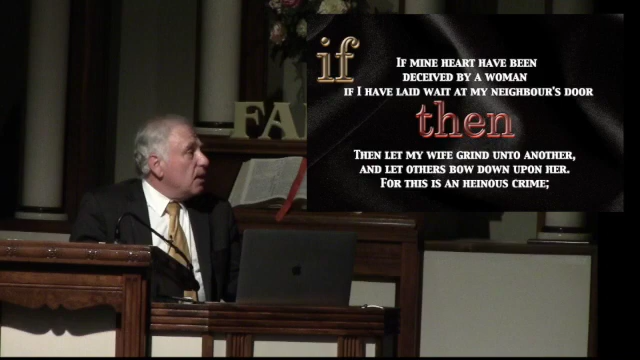 if
IF MINE HEART HAVE BEEN
DECEIVED BY A WOMAN
IF I HAVE LAID WAIT AT MY NEIGHBOUR'S DOOR
then
THEN LET MY WIFE GRIND UNTO ANOTHER,
AND LET OTHERS BOW DOWN UPON HER.
FOR THIS IS AN HEINOUS CRIME;
FA